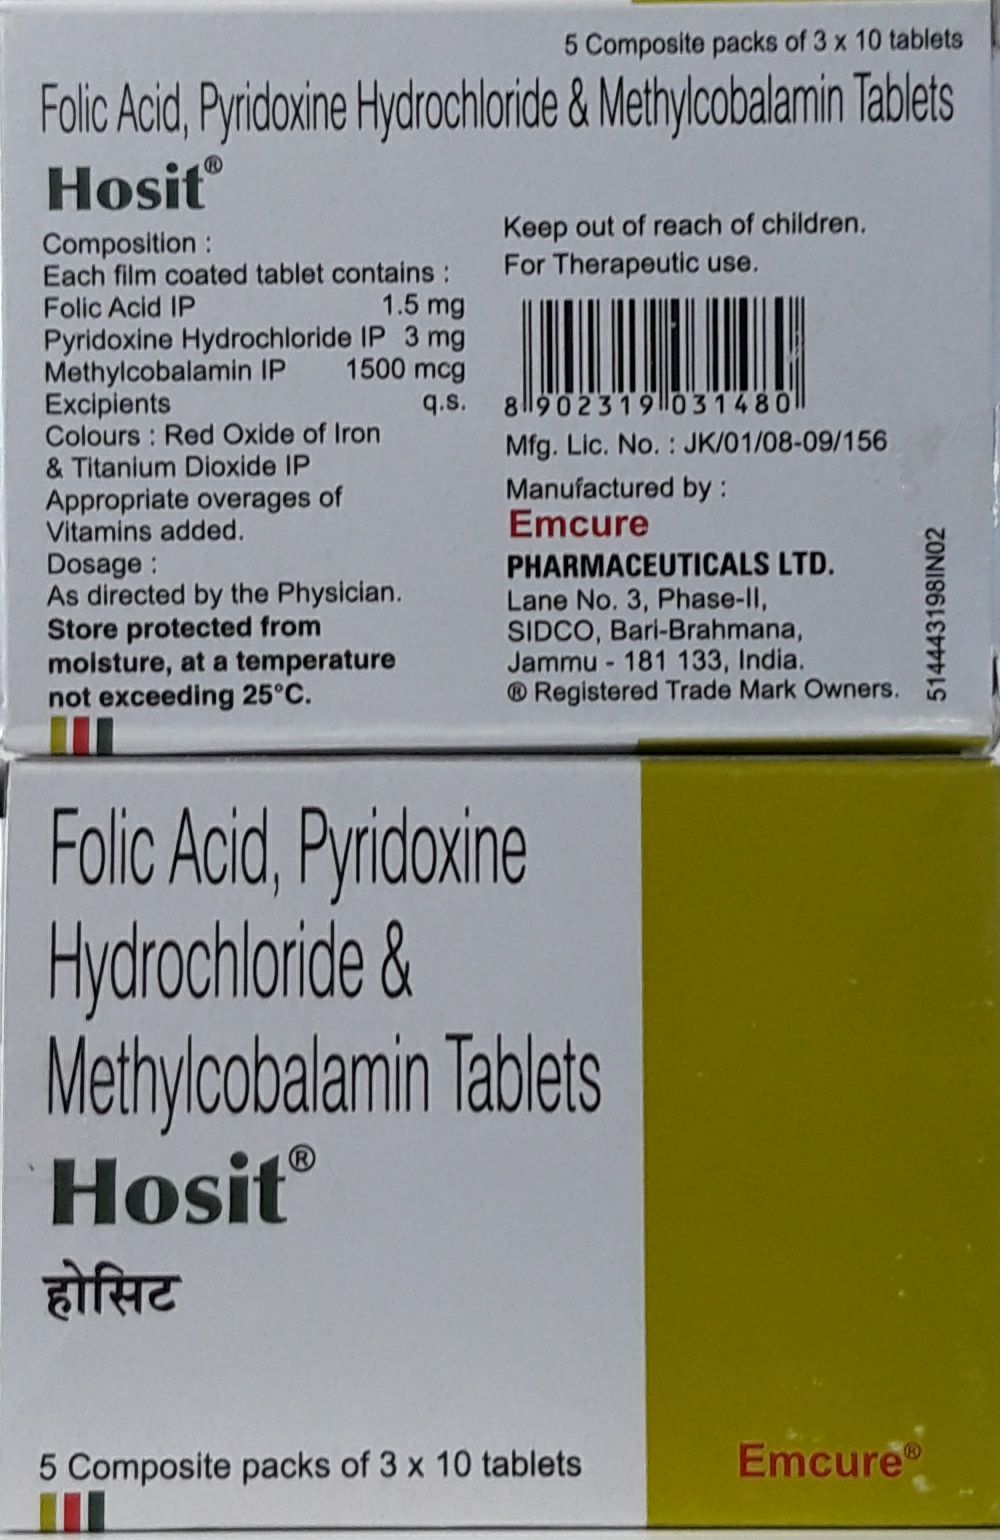 5 Composite packs of 3 x 10 tablets
Folic Acid, Pyridoxine Hydrochloride & Methylcobalamin Tablets
Hosit®
Composition :
Each film coated tablet contains :
Folic Acid IP 1.5 mg
Pyridoxine Hydrochloride IP 3 mg
Methylcobalamin IP 1500 mcg
Excipients q.s.
Colours : Red Oxide of Iron
& Titanium Dioxide IP
Appropriate overages of
Vitamins added.
Dosage :
As directed by the Physician.
Store protected from
moisture, at a temperature
not exceeding 25°C.
Keep out of reach of children.
For Therapeutic use.
8 902319 031480
Mfg. Lic. No. : JK/01/08-09/156
Manufactured by :
Emcure
PHARMACEUTICALS LTD.
Lane No. 3, Phase-II,
SIDCO, Bari-Brahmana,
Jammu - 181 133, India.
® Registered Trade Mark Owners.
514443198IN02
Folic Acid, Pyridoxine
Hydrochloride &
Methylcobalamin Tablets
Hosit®
होसिट
5 Composite packs of 3 x 10 tablets
Emcure®